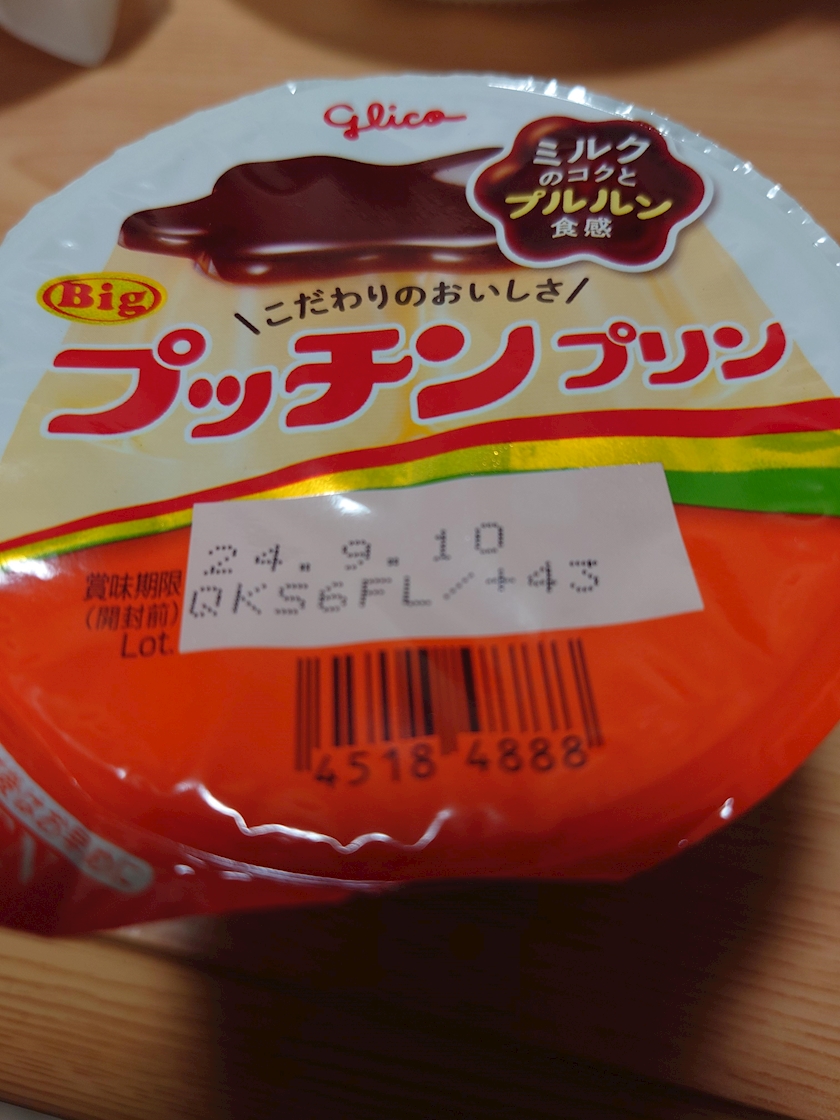 glico
ミルク
のコクと
プルルン
食感
Big
\こだわりのおいしさ/
プッチンプリン
24.9.10
賞味期限
(開封前)
QKS6FL/+43
Lot.
4518 4888